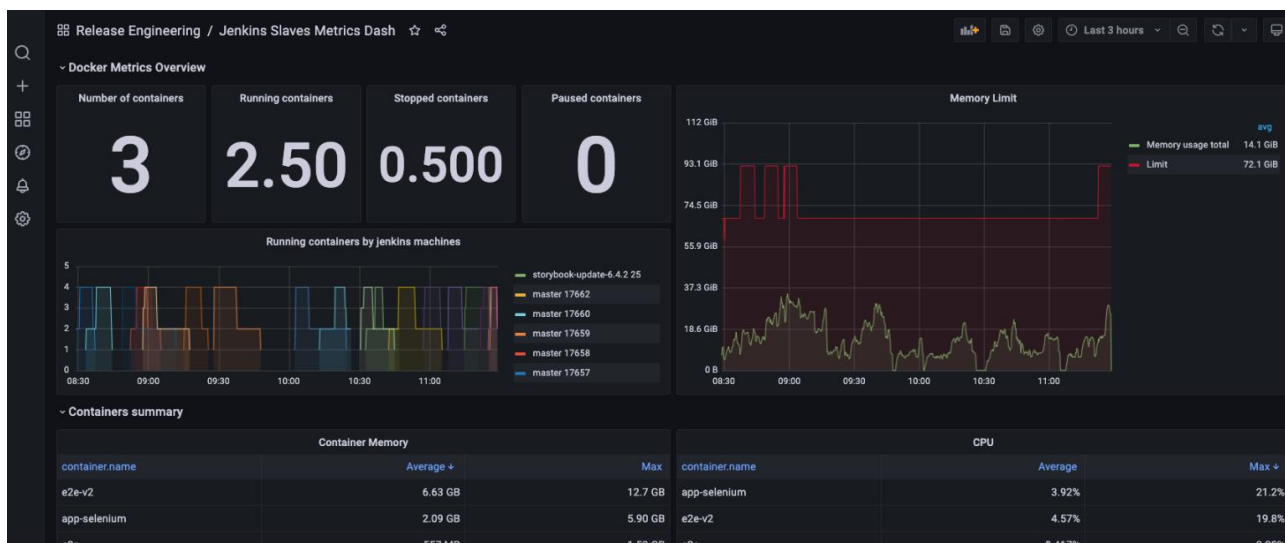 Release Engineering / Jenkins Slaves Metrics Dash
Last 3 hours
Docker Metrics Overview
Number of containers
3
Running containers
2.50
Stopped containers
0.500
Paused containers
0
Memory Limit
112 GiB
93.1 GiB
74.5 GiB
55.9 GiB
37.3 GiB
18.6 GiB
0 B
08:30 09:00 09:30 10:00 10:30 11:00
avg
Memory usage total 14.1 GiB
Limit 72.1 GiB
Running containers by jenkins machines
5
4
3
2
1
0
08:30 09:00 09:30 10:00 10:30 11:00
storybook-update-6.4.2 25
master 17662
master 17660
master 17659
master 17658
master 17657
Containers summary
Container Memory
container.name Average Max
e2e-v2 6.63 GB 12.7 GB
app-selenium 2.09 GB 5.90 GB
CPU
container.name Average Max
app-selenium 3.92% 21.2%
e2e-v2 4.57% 19.8%